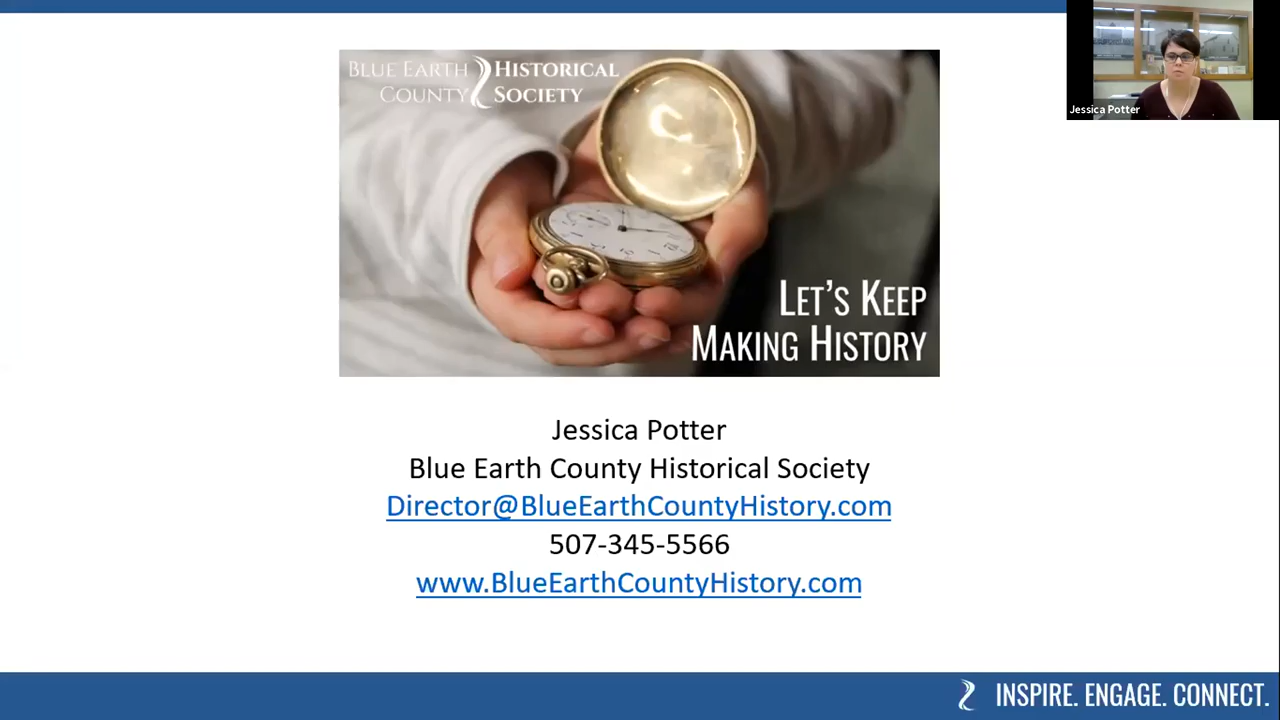 BLUE EARTH HISTORICAL
COUNTY SOCIETY
Jessica Potter
LET'S KEEP
MAKING HISTORY
Jessica Potter
Blue Earth County Historical Society
Director@BlueEarthCountyHistory.com
507-345-5566
www.BlueEarthCountyHistory.com
INSPIRE. ENGAGE. CONNECT.